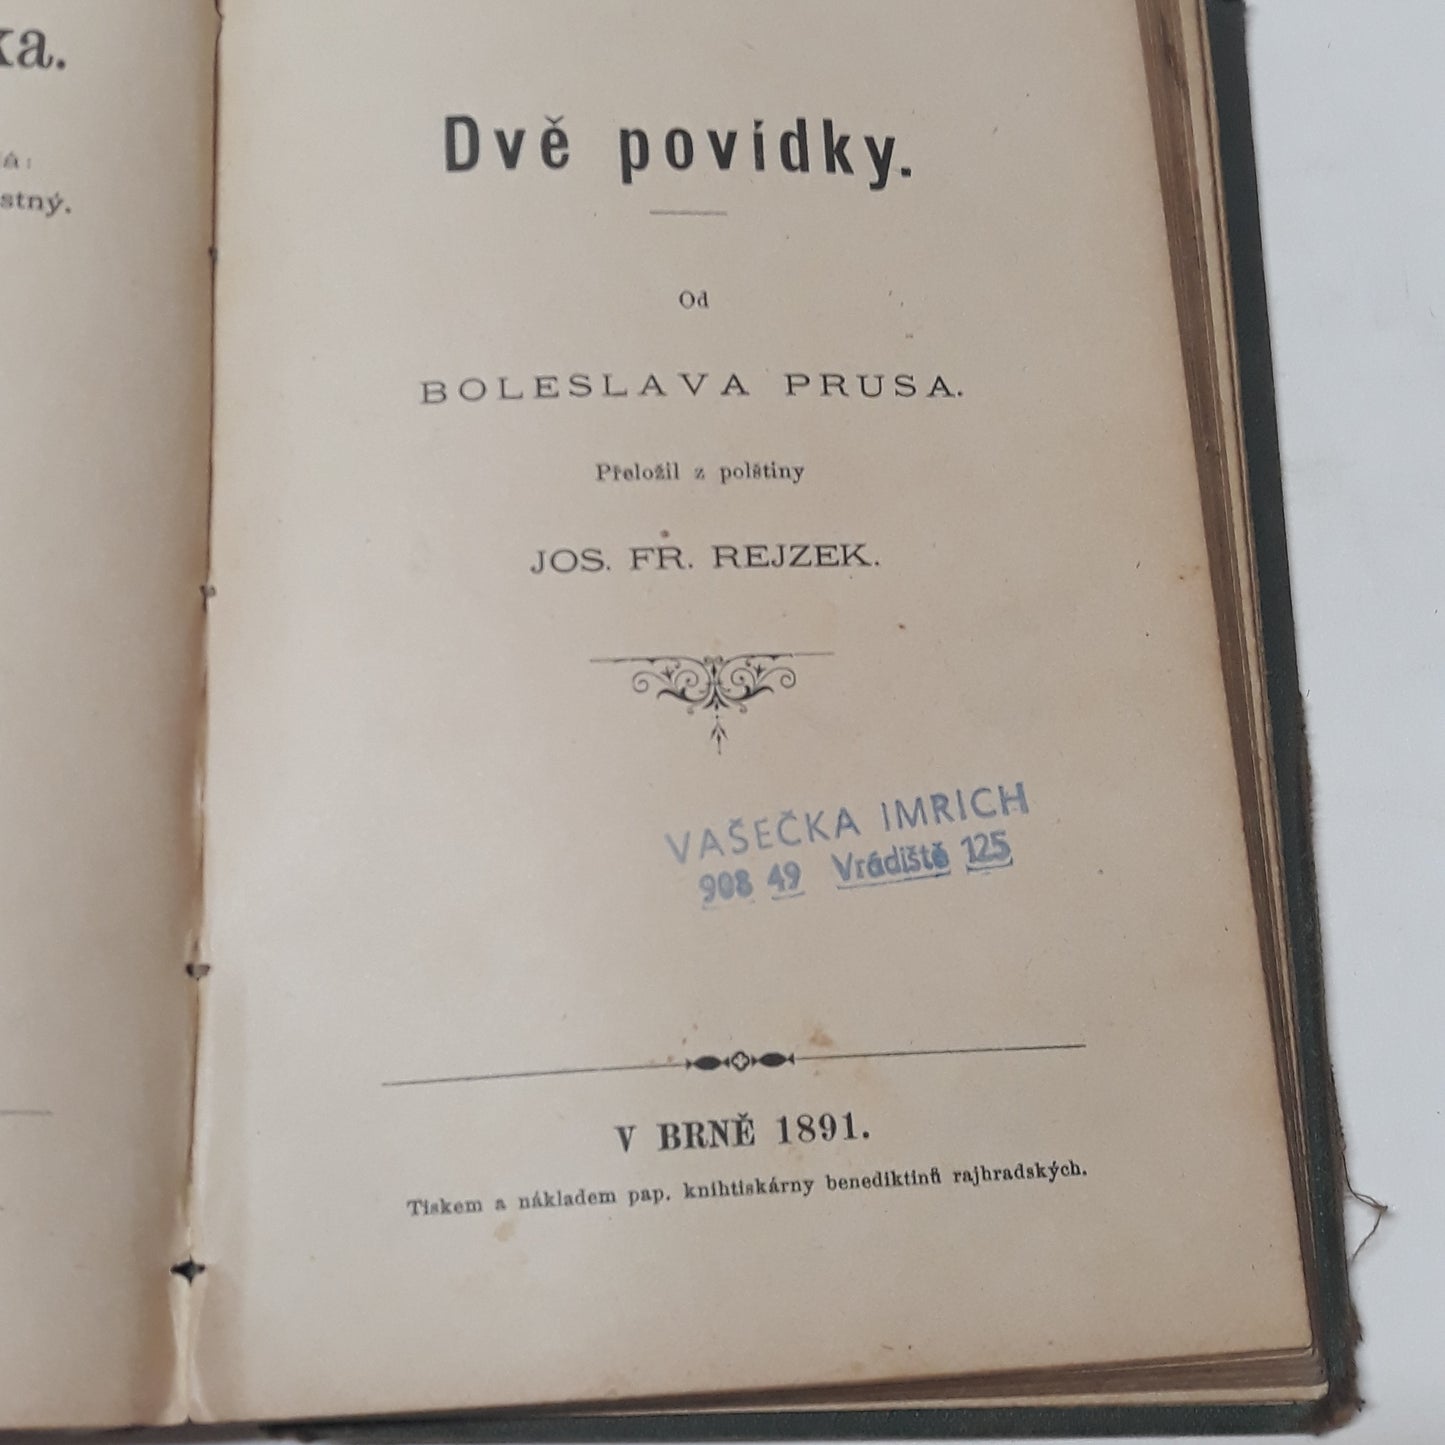 Dvě povídky.
Od
BOLESLAVA PRUSA.
Přeložil z polštiny
JOS. FR. REJZEK.
VAŠEČKA IMRICH
908 49 Vrádiště 125
V BRNĚ 1891.
Tiskem a nákladem pap. knihtiskárny benediktinů rajhradských.